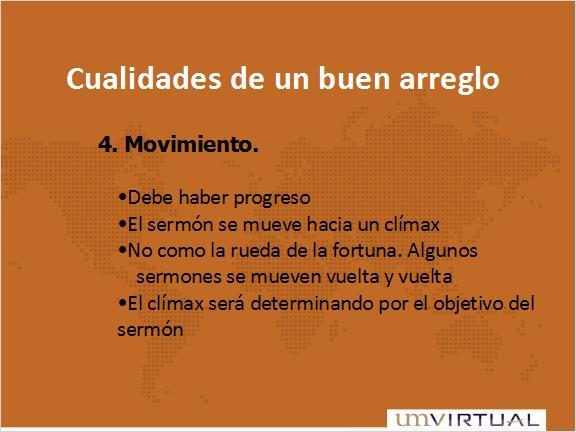 Cualidades de un buen arreglo
4. Movimiento.
•Debe haber progreso
•El sermón se mueve hacia un clímax
•No como la rueda de la fortuna. Algunos
sermones se mueven vuelta y vuelta
•El clímax será determinando por el objetivo del
sermón
UMVIRTUAL